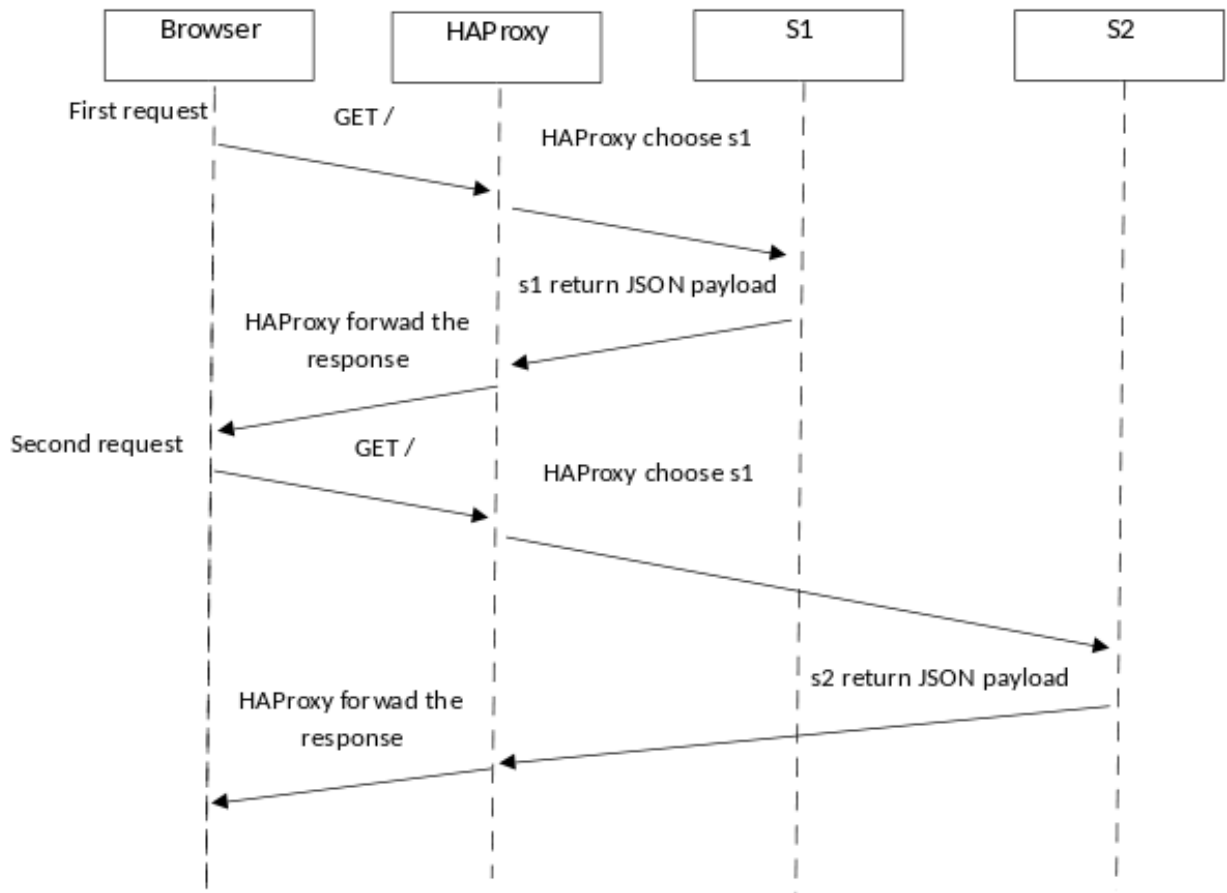 Browser
HAProxy
S1
S2
First request
GET /
HAProxy choose s1
s1 return JSON payload
HAProxy forwad the
response
Second request
GET /
HAProxy choose s1
s2 return JSON payload
HAProxy forwad the
response